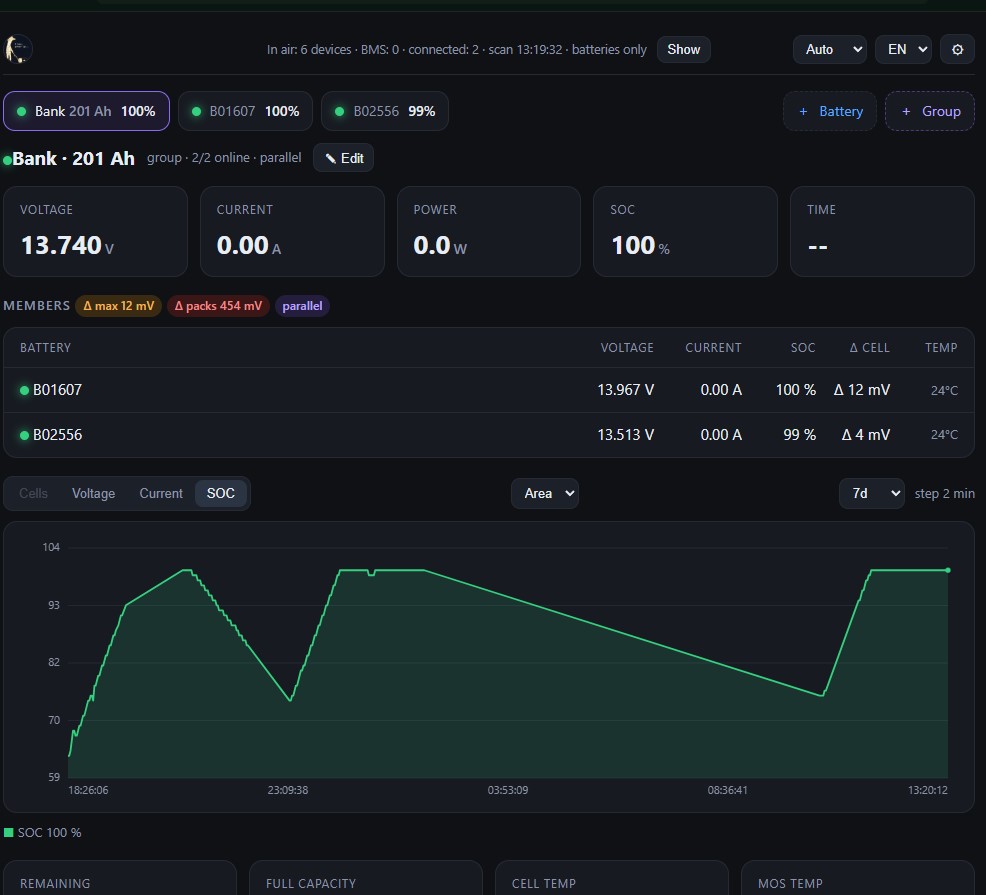 In air: 6 devices · BMS: 0 · connected: 2 · scan 13:19:32 · batteries only Show Auto EN
Bank 201 Ah 100% B01607 100% B02556 99% + Battery + Group
Bank · 201 Ah group · 2/2 online · parallel Edit
VOLTAGE CURRENT POWER SOC TIME
13.740 V 0.00 A 0.0 W 100 % --
MEMBERS Δ max 12 mV Δ packs 454 mV parallel
BATTERY VOLTAGE CURRENT SOC Δ CELL TEMP
B01607 13.967 V 0.00 A 100 % Δ 12 mV 24°C
B02556 13.513 V 0.00 A 99 % Δ 4 mV 24°C
Cells Voltage Current SOC Area 7d step 2 min
104
93
82
70
59
18:26:06 23:09:38 03:53:09 08:36:41 13:20:12
SOC 100 %
REMAINING FULL CAPACITY CELL TEMP MOS TEMP